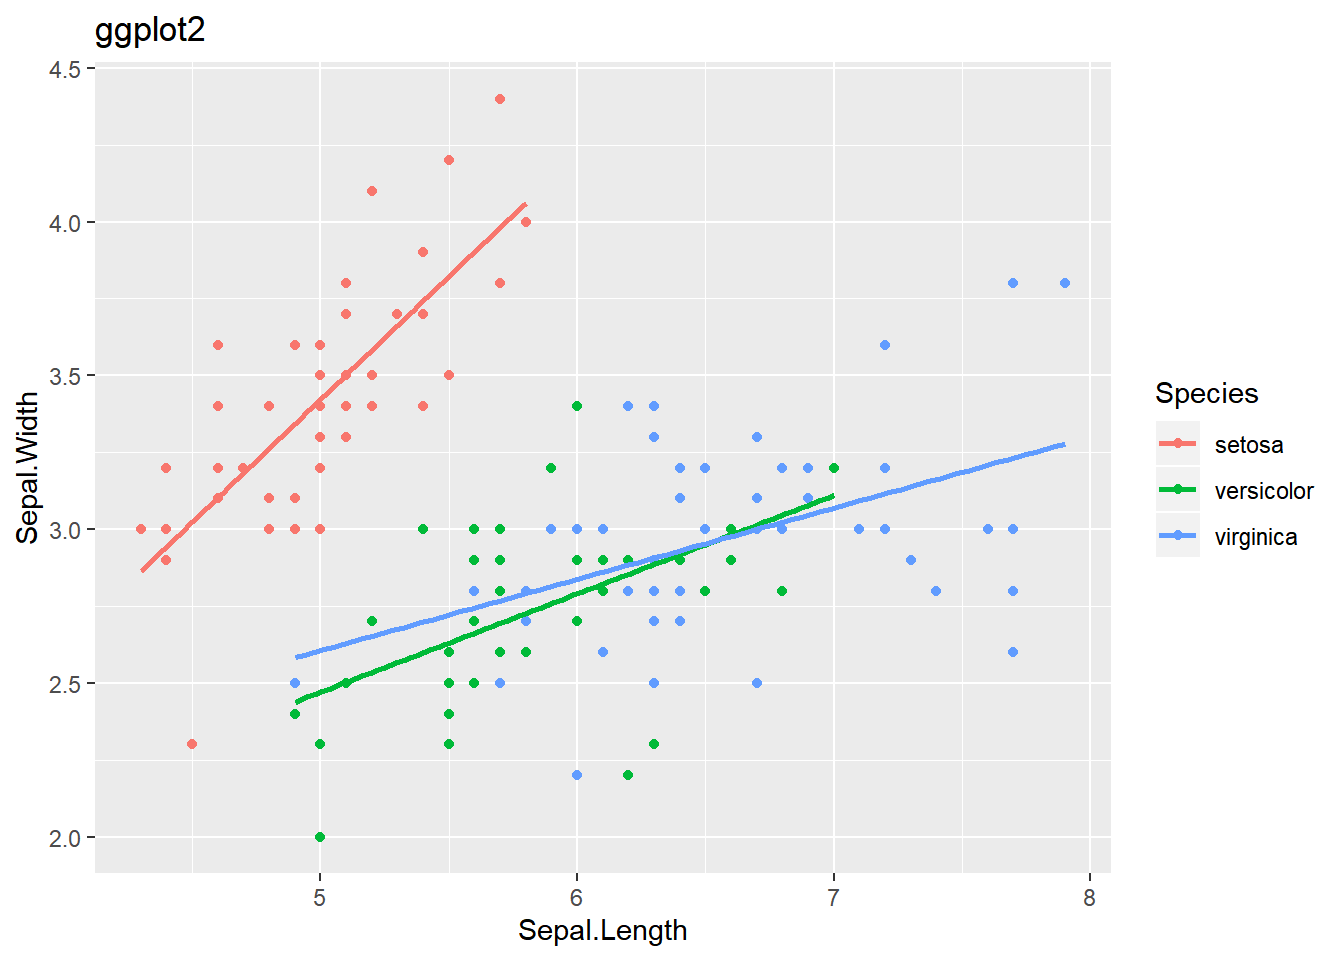 ggplot2
4.5
4.0
3.5
3.0
2.5
2.0
Sepal.Width
5 6 7 8
Sepal.Length
Species
setosa
versicolor
virginica